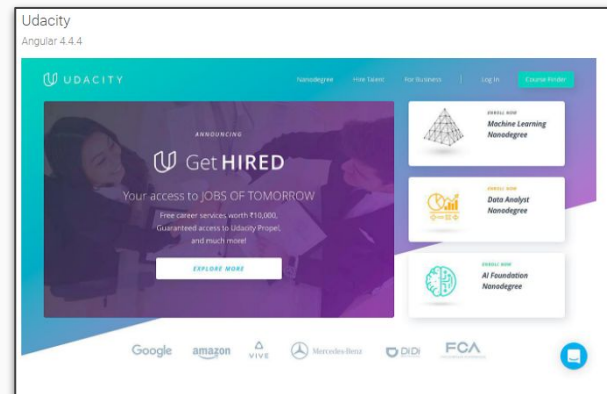 Udacity
Angular 4.4.4
UDACITY
Nanodegree Hire Talent For Business Log In Course Finder
ANNOUNCING
Get HIRED
Your access to JOBS OF TOMORROW
Free career services worth ₹10,000,
Guaranteed access to Udacity Propel,
and much more!
EXPLORE MORE
ENROLL NOW
Machine Learning
Nanodegree
ENROLL NOW
Data Analyst
Nanodegree
ENROLL NOW
AI Foundation
Nanodegree
Google amazon VIVE Mercedes-Benz DiDi FCA